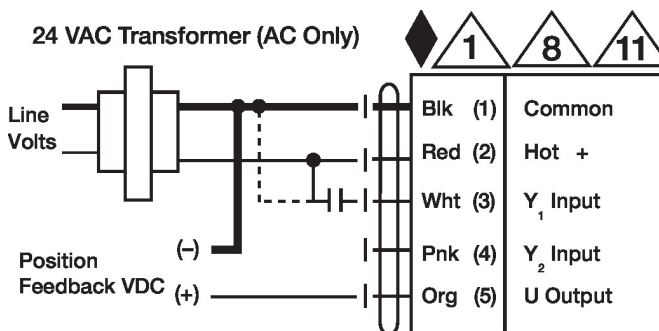 24 VAC Transformer (AC Only)
1 8 11
Line
Volts
Blk (1) Common
Red (2) Hot +
Wht (3) Y1 Input
Pnk (4) Y2 Input
Org (5) U Output
Position
Feedback VDC
(–)
(+)